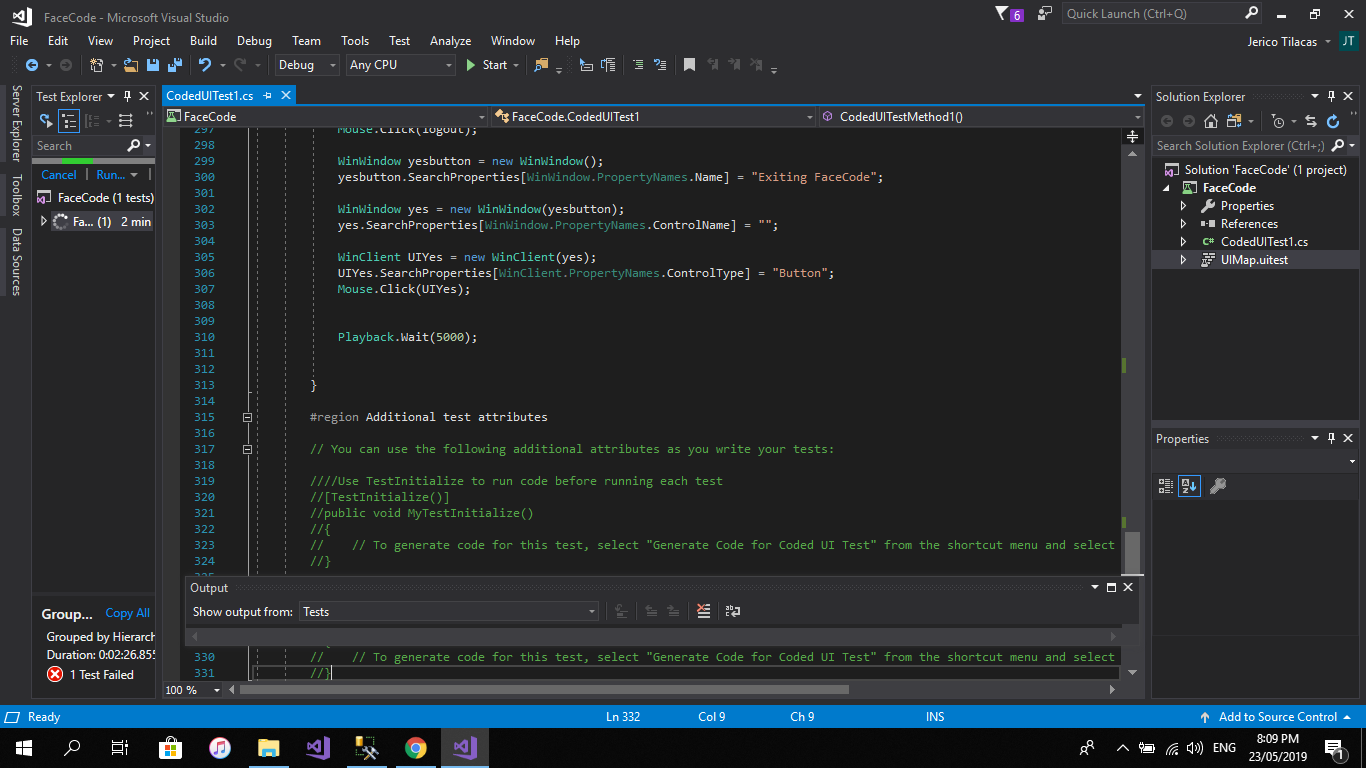 FaceCode - Microsoft Visual Studio
6
Quick Launch (Ctrl+Q)
File Edit View Project Build Debug Team Tools Test Analyze Window Help
Jerico Tilacas JT
Debug Any CPU Start
Server Explorer
Toolbox
Data Sources
Test Explorer
Search
Cancel Run...
FaceCode (1 tests)
Fa... (1) 2 min
Group... Copy All
Grouped by Hierarch
Duration: 0:02:26.855
1 Test Failed
CodedUITest1.cs
FaceCode FaceCode.CodedUITest1 CodedUITestMethod1()
297 Mouse.Click(logout);
298
299 WinWindow yesbutton = new WinWindow();
300 yesbutton.SearchProperties[WinWindow.PropertyNames.Name] = "Exiting FaceCode";
301
302 WinWindow yes = new WinWindow(yesbutton);
303 yes.SearchProperties[WinWindow.PropertyNames.ControlName] = "";
304
305 WinClient UIYes = new WinClient(yes);
306 UIYes.SearchProperties[WinClient.PropertyNames.ControlType] = "Button";
307 Mouse.Click(UIYes);
308
309
310 Playback.Wait(5000);
311
312
313 }
314
315 #region Additional test attributes
316
317 // You can use the following additional attributes as you write your tests:
318
319 ////Use TestInitialize to run code before running each test
320 //[TestInitialize()]
321 //public void MyTestInitialize()
322 //{
323 // // To generate code for this test, select "Generate Code for Coded UI Test" from the shortcut menu and select
324 //}
Output
Show output from: Tests
330 // // To generate code for this test, select "Generate Code for Coded UI Test" from the shortcut menu and select
331 //}
100 %
Solution Explorer
Search Solution Explorer (Ctrl+;)
Solution 'FaceCode' (1 project)
FaceCode
Properties
References
C# CodedUITest1.cs
UIMap.uitest
Properties
Ready Ln 332 Col 9 Ch 9 INS Add to Source Control
ENG 8:09 PM
23/05/2019
1